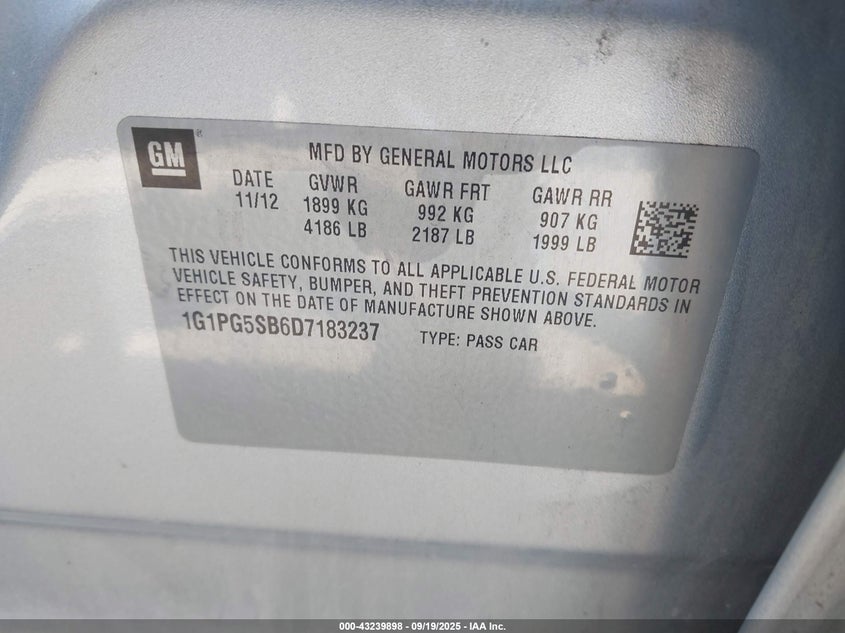 GM
®
MFD BY GENERAL MOTORS LLC
DATE GVWR GAWR FRT GAWR RR
11/12 1899 KG 992 KG 907 KG
4186 LB 2187 LB 1999 LB
THIS VEHICLE CONFORMS TO ALL APPLICABLE U.S. FEDERAL MOTOR
VEHICLE SAFETY, BUMPER, AND THEFT PREVENTION STANDARDS IN
EFFECT ON THE DATE OF MANUFACTURE SHOWN ABOVE.
1G1PG5SB6D7183237 TYPE: PASS CAR
000-43239898 - 09/19/2025 - IAA Inc.